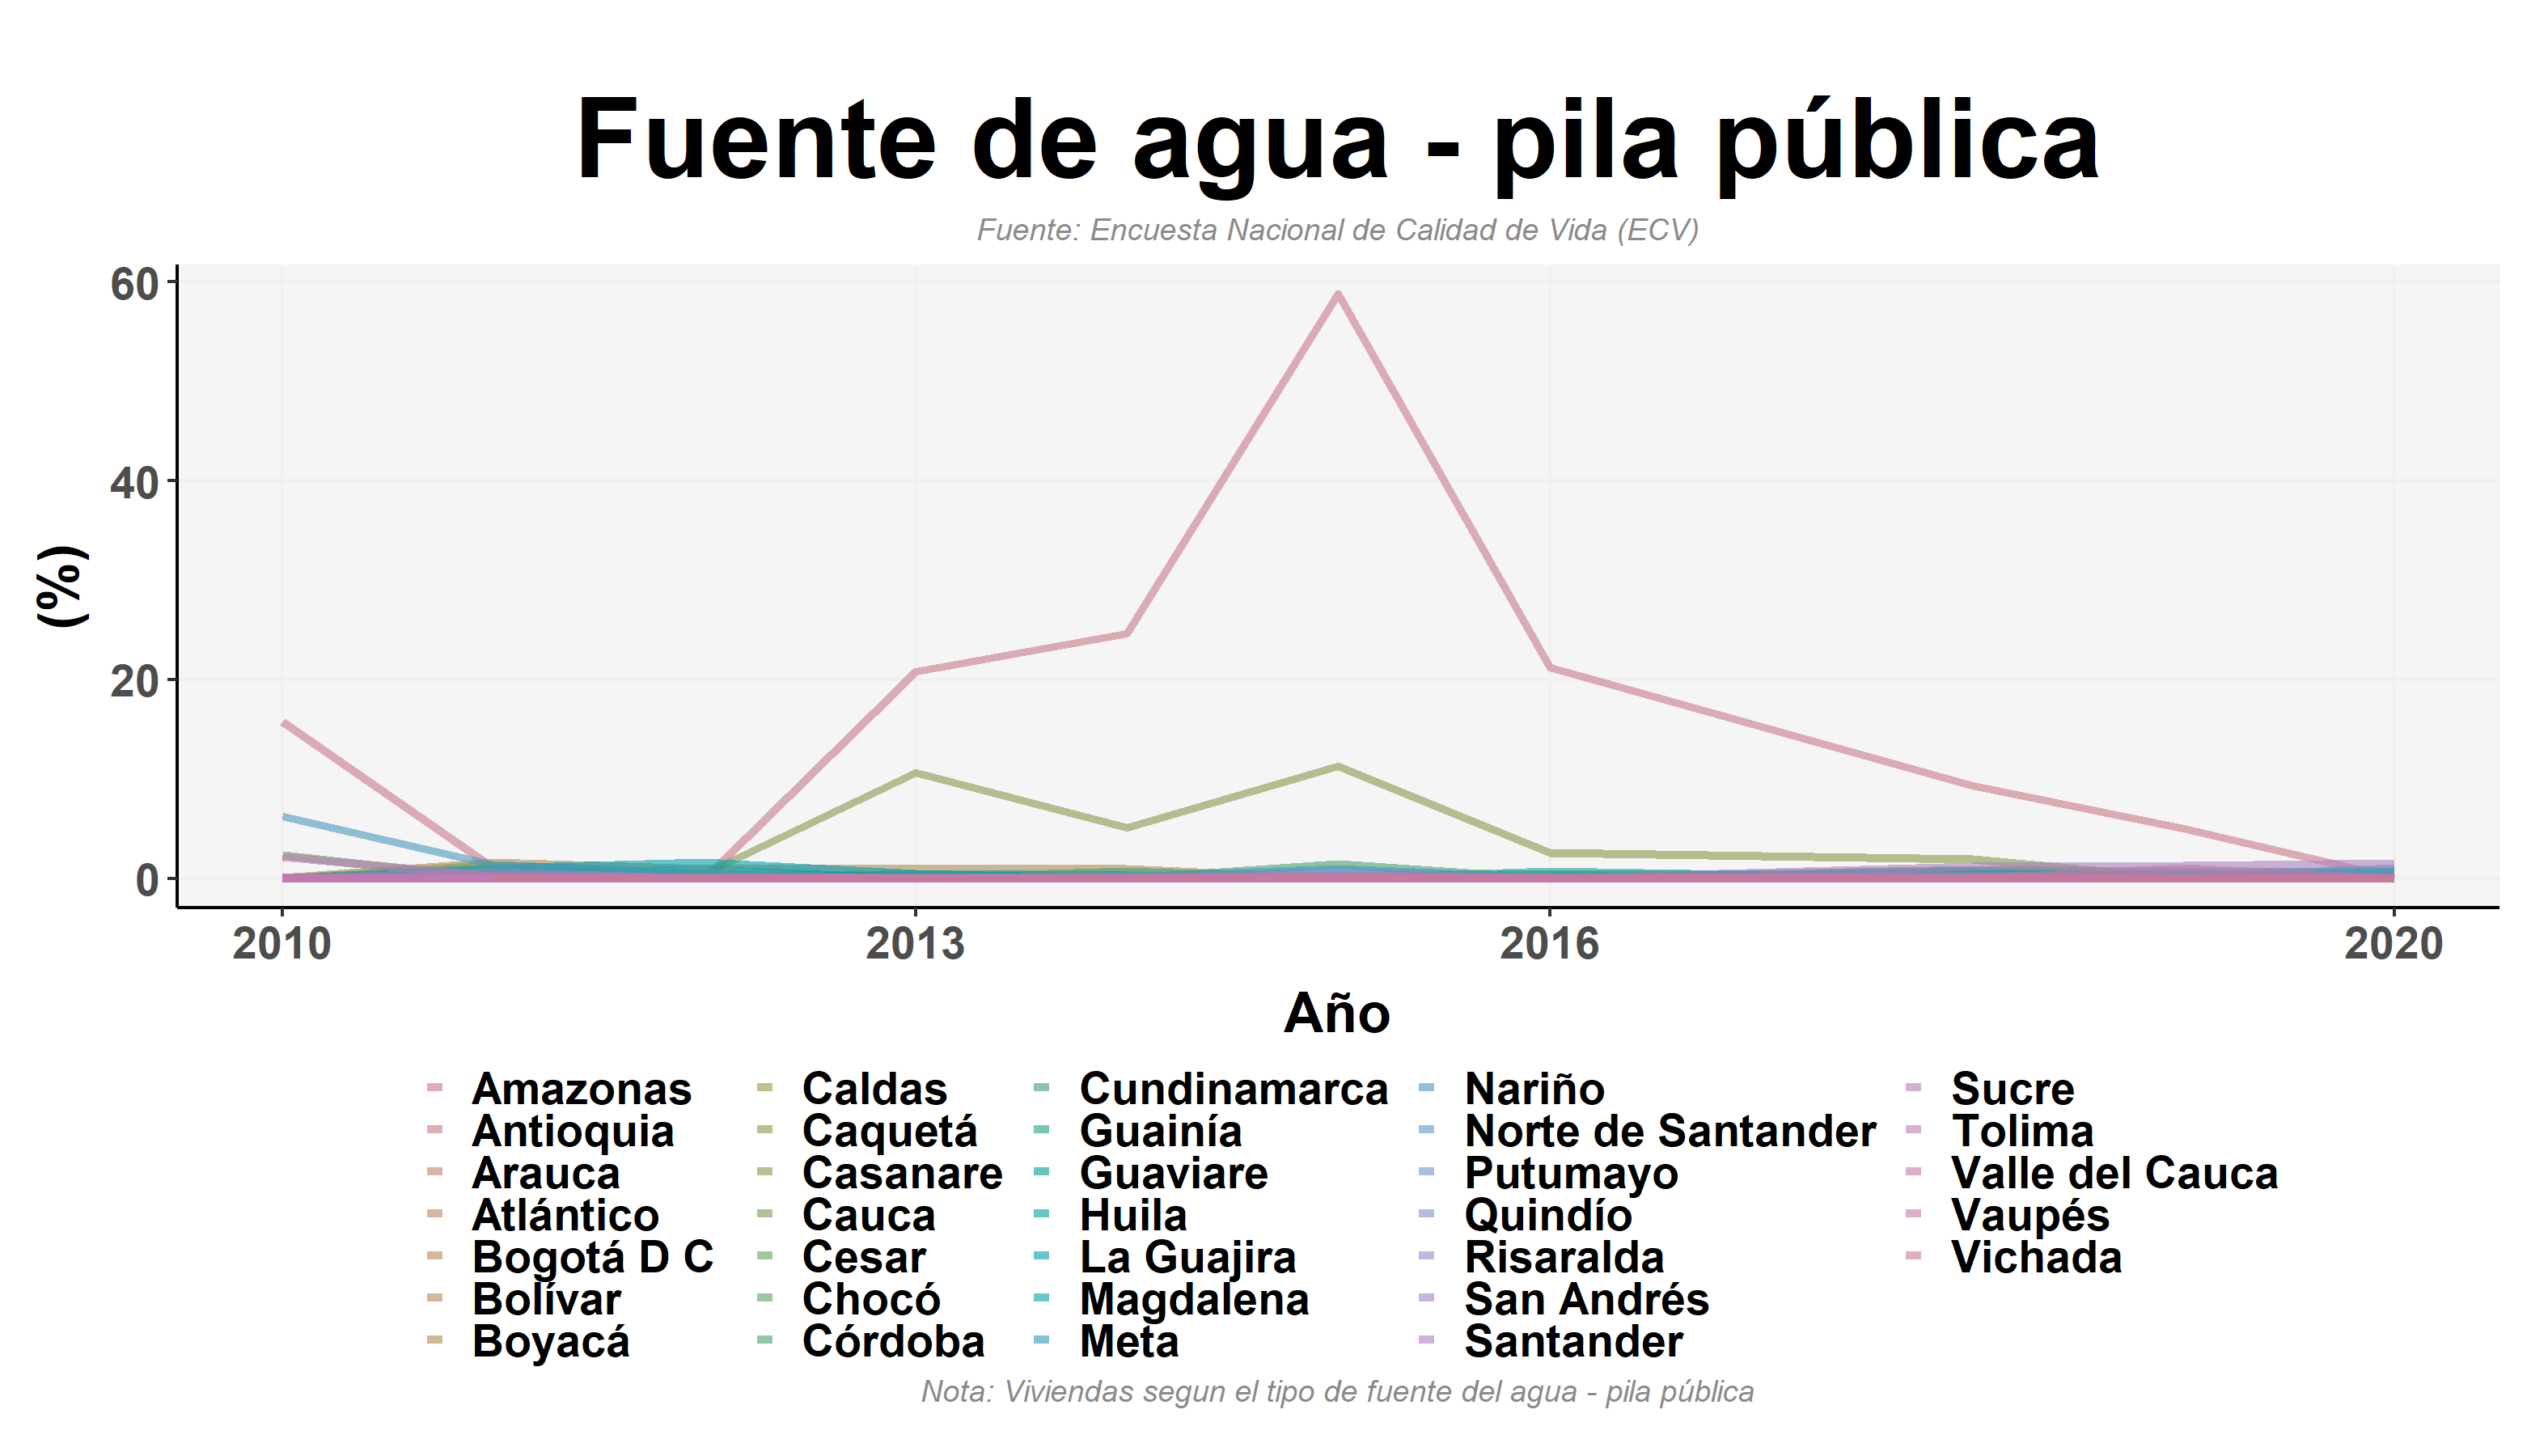 Fuente de agua - pila pública
Fuente: Encuesta Nacional de Calidad de Vida (ECV)
60
40
20
0
(%)
2010 2013 2016 2020
Año
Amazonas
Antioquia
Arauca
Atlántico
Bogotá D C
Bolívar
Boyacá
Caldas
Caquetá
Casanare
Cauca
Cesar
Chocó
Córdoba
Cundinamarca
Guainía
Guaviare
Huila
La Guajira
Magdalena
Meta
Nariño
Norte de Santander
Putumayo
Quindío
Risaralda
San Andrés
Santander
Sucre
Tolima
Valle del Cauca
Vaupés
Vichada
Nota: Viviendas segun el tipo de fuente del agua - pila pública